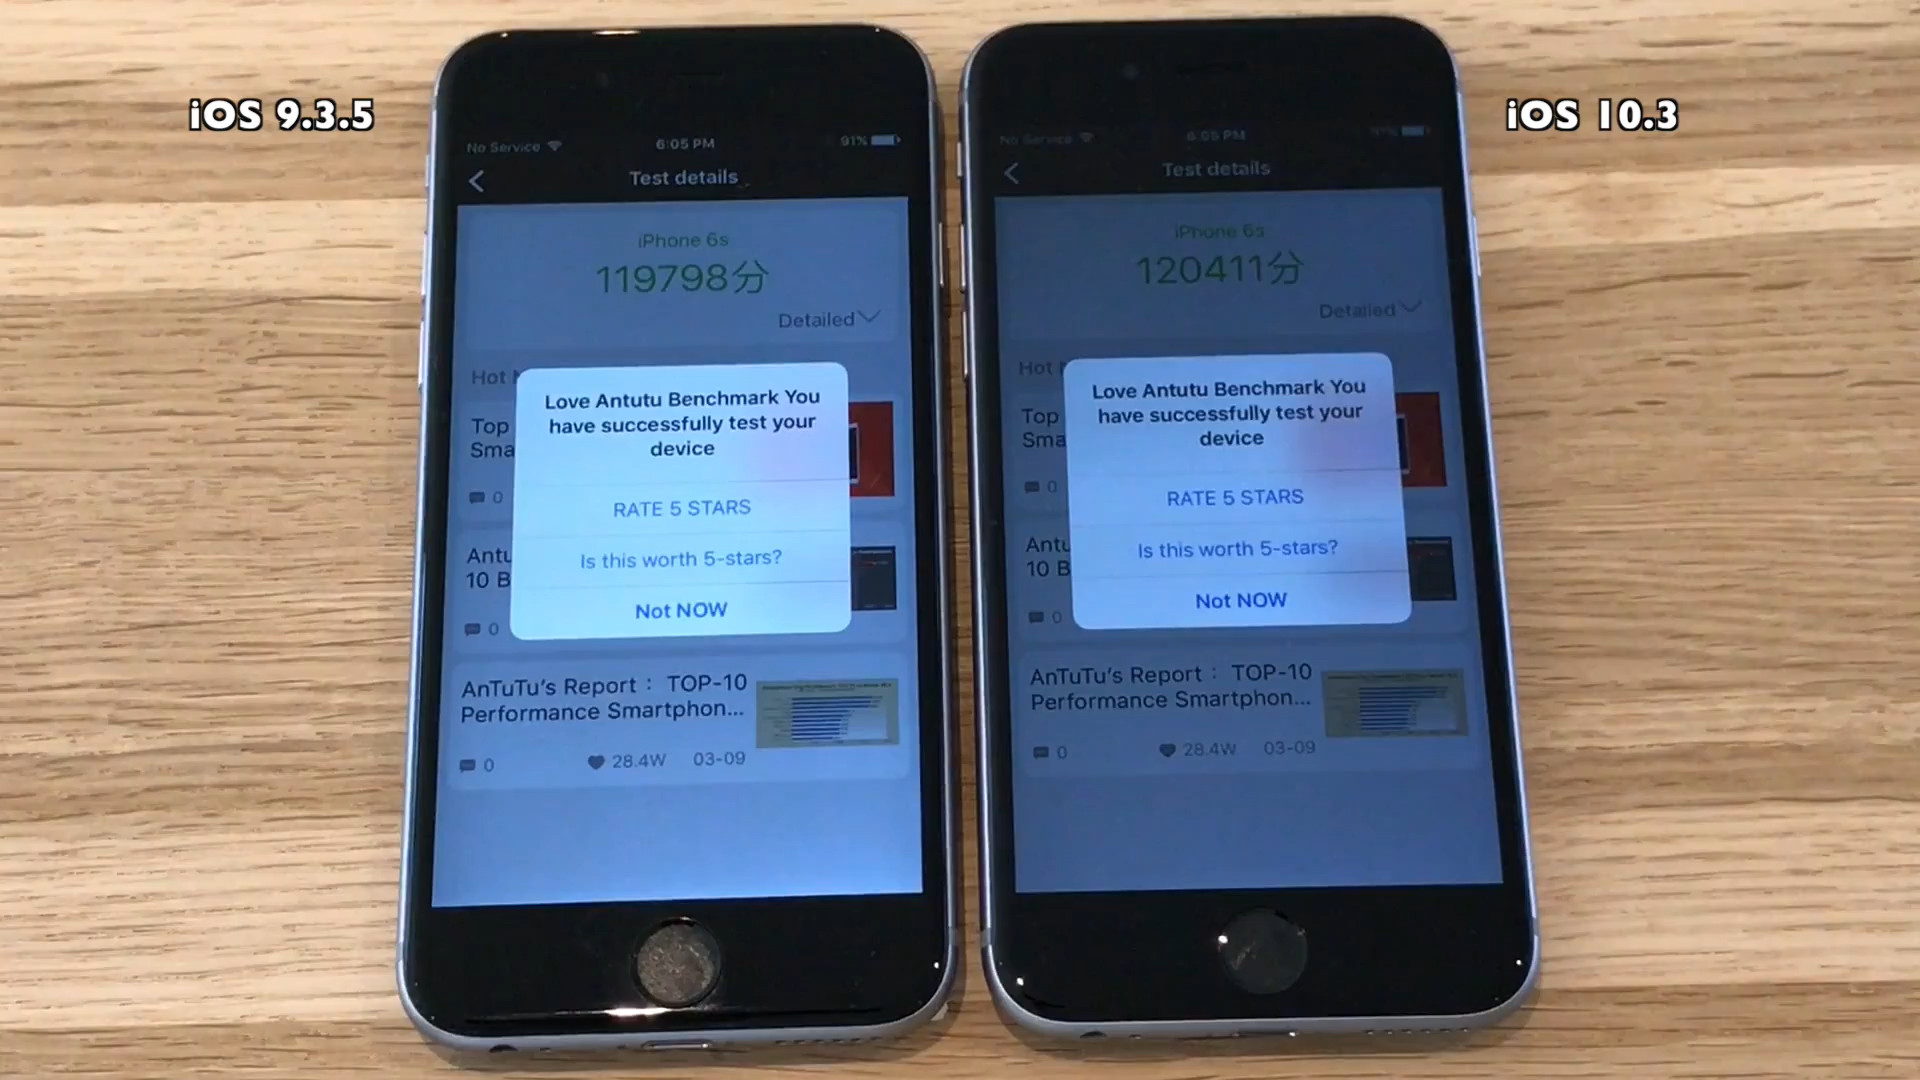 iOS 9.3.5
No Service
6:05 PM
91%
Test details
iPhone 6s
119798分
Detailed
Hot
Love Antutu Benchmark You
have successfully test your
device
Top
Sma
0
RATE 5 STARS
Antu
10 B
Is this worth 5-stars?
0
Not NOW
AnTuTu's Report : TOP-10
Performance Smartphon...
0
28.4W
03-09
iOS 10.3
No Service
6:05 PM
Test details
iPhone 6s
120411分
Detailed
Hot
Love Antutu Benchmark You
have successfully test your
device
Top
Sma
0
RATE 5 STARS
Antu
10 B
Is this worth 5-stars?
0
Not NOW
AnTuTu's Report : TOP-10
Performance Smartphon...
0
28.4W
03-09